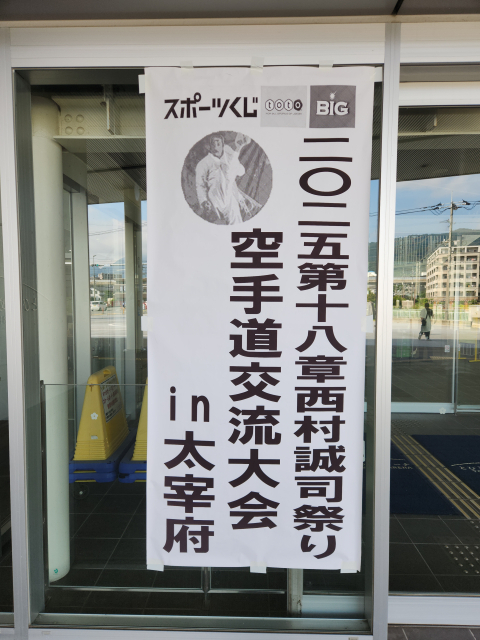 スポーツくじ
toto
BIG
二〇二五第十八章西村誠司祭り
空手道交流大会
in太宰府